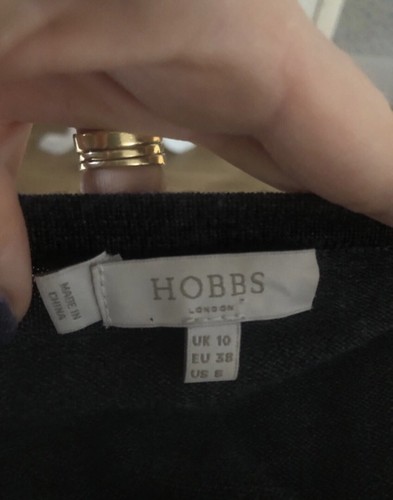 MADE IN
CHINA
HOBBS
LONDON
UK 10
EU 38
US 6